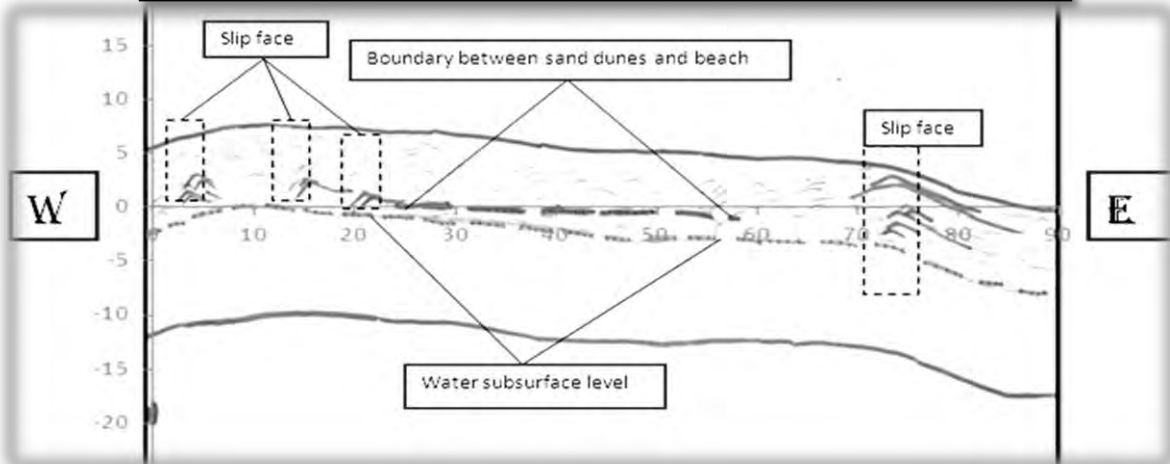 Slip face
Boundary between sand dunes and beach
Slip face
Water subsurface level
W
E
15
10
5
0
-5
-10
-15
-20
0 10 20 30 40 50 60 70 80 90